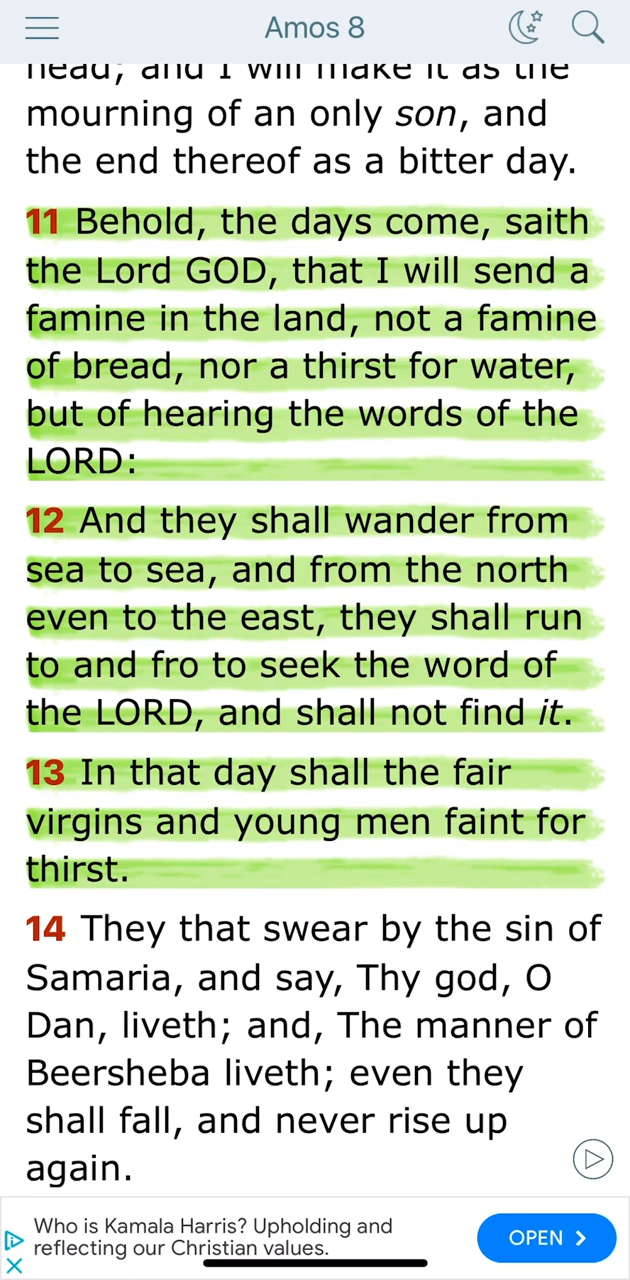 Amos 8
head; and I will make it as the
mourning of an only son, and
the end thereof as a bitter day.
11 Behold, the days come, saith
the Lord GOD, that I will send a
famine in the land, not a famine
of bread, nor a thirst for water,
but of hearing the words of the
LORD:
12 And they shall wander from
sea to sea, and from the north
even to the east, they shall run
to and fro to seek the word of
the LORD, and shall not find it.
13 In that day shall the fair
virgins and young men faint for
thirst.
14 They that swear by the sin of
Samaria, and say, Thy god, O
Dan, liveth; and, The manner of
Beersheba liveth; even they
shall fall, and never rise up
again.
Who is Kamala Harris? Upholding and
reflecting our Christian values.
OPEN